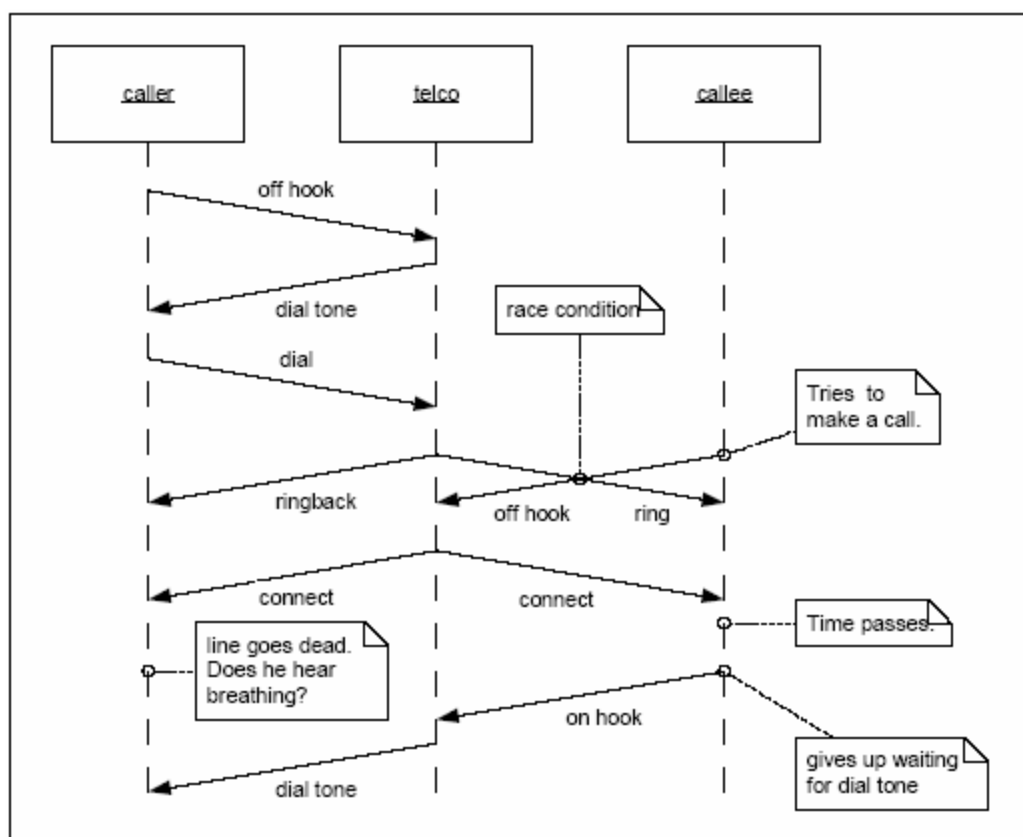 caller
telco
callee
off hook
dial tone
race condition
dial
Tries to
make a call.
ringback
off hook
ring
connect
connect
Time passes.
line goes dead.
Does he hear
breathing?
on hook
gives up waiting
for dial tone
dial tone